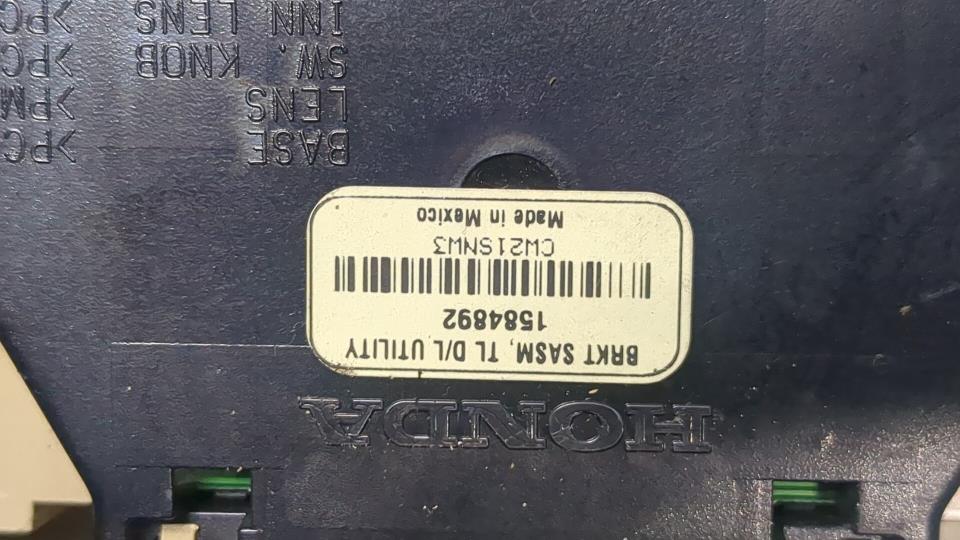 HONDA
BRKT SASM, TL D/L UTILITY
1584892
CW21SNW3
Made in Mexico
BASE >PC
LENS >PM
SW. KNOB >PC
INN LENS >PC